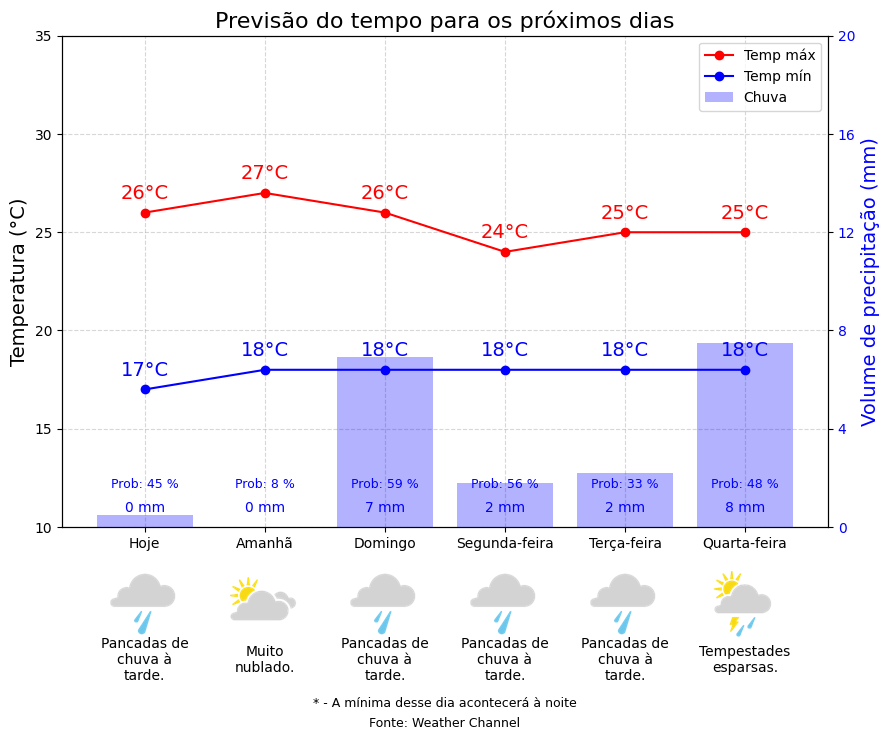 Previsão do tempo para os próximos dias
35
30
25
20
15
10
Temperatura (°C)
20
16
12
8
4
0
Volume de precipitação (mm)
Temp máx
Temp mín
Chuva
26°C
27°C
26°C
24°C
25°C
25°C
17°C
18°C
18°C
18°C
18°C
18°C
Prob: 45 %
Prob: 8 %
Prob: 59 %
Prob: 56 %
Prob: 33 %
Prob: 48 %
0 mm
0 mm
7 mm
2 mm
2 mm
8 mm
Hoje
Amanhã
Domingo
Segunda-feira
Terça-feira
Quarta-feira
Pancadas de
chuva à
tarde.
Muito
nublado.
Pancadas de
chuva à
tarde.
Pancadas de
chuva à
tarde.
Pancadas de
chuva à
tarde.
Tempestades
esparsas.
* - A mínima desse dia acontecerá à noite
Fonte: Weather Channel